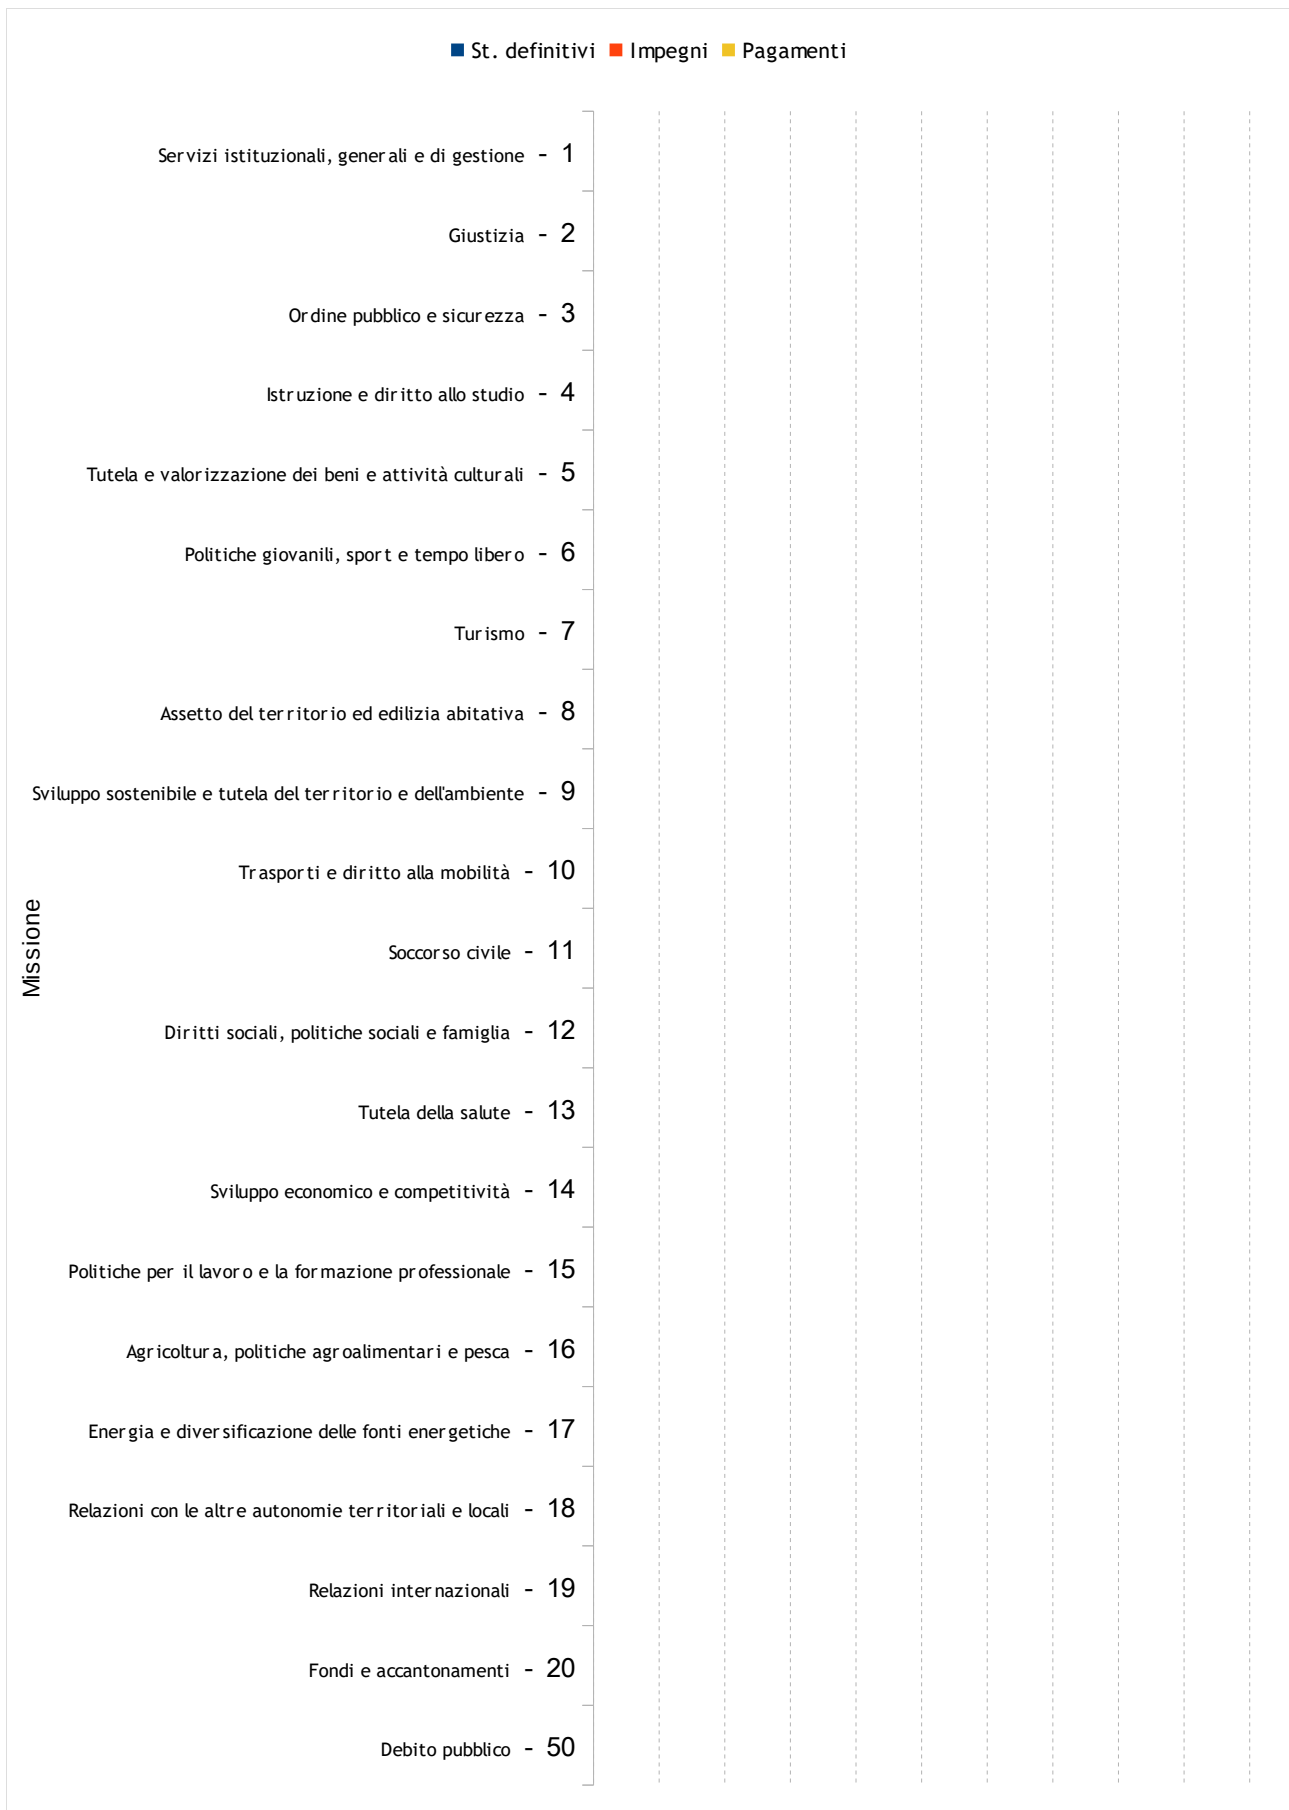 St. definitivi Impegni Pagamenti
Servizi istituzionali, generali e di gestione - 1
Giustizia - 2
Ordine pubblico e sicurezza - 3
Istruzione e diritto allo studio - 4
Tutela e valorizzazione dei beni e attività culturali - 5
Politiche giovanili, sport e tempo libero - 6
Turismo - 7
Assetto del territorio ed edilizia abitativa - 8
Sviluppo sostenibile e tutela del territorio e dell'ambiente - 9
Trasporti e diritto alla mobilità - 10
Missione
Soccorso civile - 11
Diritti sociali, politiche sociali e famiglia - 12
Tutela della salute - 13
Sviluppo economico e competitività - 14
Politiche per il lavoro e la formazione professionale - 15
Agricoltura, politiche agroalimentari e pesca - 16
Energia e diversificazione delle fonti energetiche - 17
Relazioni con le altre autonomie territoriali e locali - 18
Relazioni internazionali - 19
Fondi e accantonamenti - 20
Debito pubblico - 50